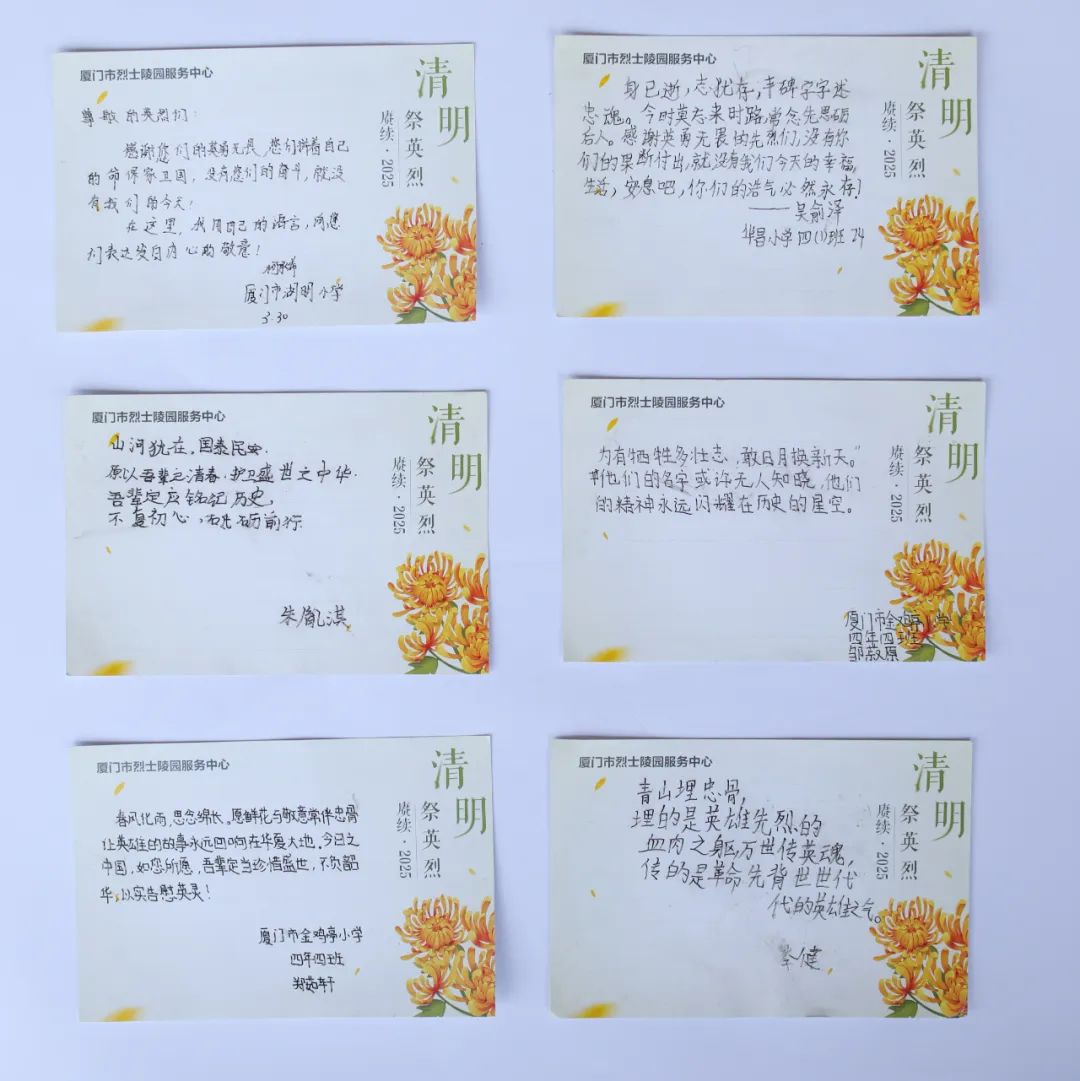 厦门市烈士陵园服务中心
清明
祭英烈
赓续·2025
尊敬的英烈们:
感谢您们的英勇无畏,您们拼着自己
的命保家卫国,没有您们的奋斗,就没
有我们的今天!
在这里,我用自己的语言,向您
们表达发自内心的敬意!
厦门市湖明小学
3.30
厦门市烈士陵园服务中心
清明
祭英烈
赓续·2025
身已逝,志犹存,丰碑字字述
忠魂。今时莫忘来时路,常念先烈砺
后人。感谢英勇无畏的先烈们,没有你
们的果断付出,就没有我们今天的幸福
生活,安息吧,你们的浩气必然永存!
——吴俞泽
华昌小学四(1)班 24
厦门市烈士陵园服务中心
清明
祭英烈
赓续·2025
山河犹在,国泰民安.
原以吾辈之清春,护卫盛世之中华
吾辈定应铭记历史,
不负初心,砥砺前行
朱胤淇
厦门市烈士陵园服务中心
清明
祭英烈
赓续·2025
为有牺牲多壮志,敢日月换新天。”
他们的名字或许无人知晓,他们
的精神永远闪耀在历史的星空。
厦门市金鸡亭小学
四年四班
邹
原
厦门市烈士陵园服务中心
清明
祭英烈
赓续·2025
春风化雨,思念绵长,愿鲜花与敬意常伴忠骨
让英雄的故事永远回响在华夏大地。今日之
中国,如您所愿,吾辈定当珍惜盛世,不负韶
华,以实告慰英灵!
厦门市金鸡亭小学
四年四班
郑茹轩
厦门市烈士陵园服务中心
清明
祭英烈
赓续·2025
青山埋忠骨,
埋的是英雄先烈的
血肉之躯,万世传英魂,
传的是革命先背世世代
代的英雄之气。
健